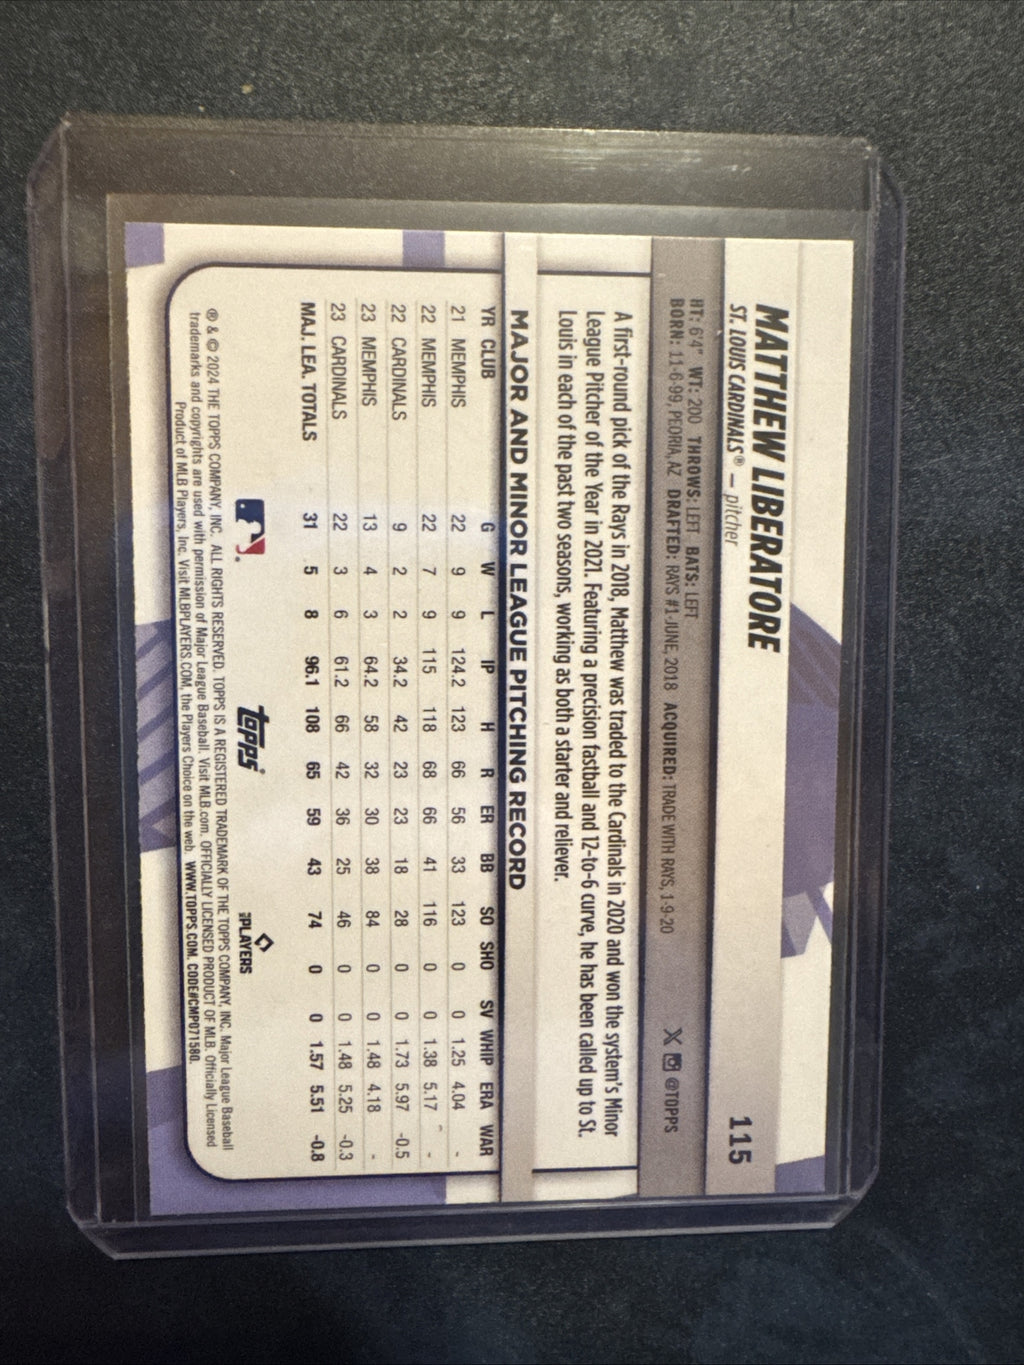 MATTHEW LIBERATORE
115
ST. LOUIS CARDINALS® – pitcher
HT: 6'4" WT: 200 THROWS: LEFT BATS: LEFT
BORN: 11-6-99, PEORIA, AZ DRAFTED: RAYS #1-JUNE, 2018 ACQUIRED: TRADE WITH RAYS, 1-9-20
X @TOPPS
A first-round pick of the Rays in 2018, Matthew was traded to the Cardinals in 2020 and won the system's Minor
League Pitcher of the Year in 2021. Featuring a precision fastball and 12-to-6 curve, he has been called up to St.
Louis in each of the past two seasons, working as both a starter and reliever.
MAJOR AND MINOR LEAGUE PITCHING RECORD
YR CLUB G W L IP H R ER BB SO SHO SV WHIP ERA WAR
21 MEMPHIS 22 9 9 124.2 123 66 56 33 123 0 0 1.25 4.04 -
22 MEMPHIS 22 7 9 115 118 68 66 41 116 0 0 1.38 5.17 -
22 CARDINALS 9 2 2 34.2 42 23 23 18 28 0 0 1.73 5.97 -0.5
23 MEMPHIS 13 4 3 64.2 58 32 30 38 84 0 0 1.48 4.18 -
23 CARDINALS 22 3 6 61.2 66 42 36 25 46 0 0 1.48 5.25 -0.3
MAJ. LEA. TOTALS 31 5 8 96.1 108 65 59 43 74 0 0 1.57 5.51 -0.8
topps®
PLAYERS
® & © 2024 THE TOPPS COMPANY, INC. ALL RIGHTS RESERVED. TOPPS IS A REGISTERED TRADEMARK OF THE TOPPS COMPANY, INC. Major League Baseball
trademarks and copyrights are used with permission of Major League Baseball. Visit MLB.com. OFFICIALLY LICENSED PRODUCT OF MLB. Officially Licensed
Product of MLB Players, Inc. Visit MLBPLAYERS.COM, the Players Choice on the web. WWW.TOPPS.COM. CODE#CMP071580.